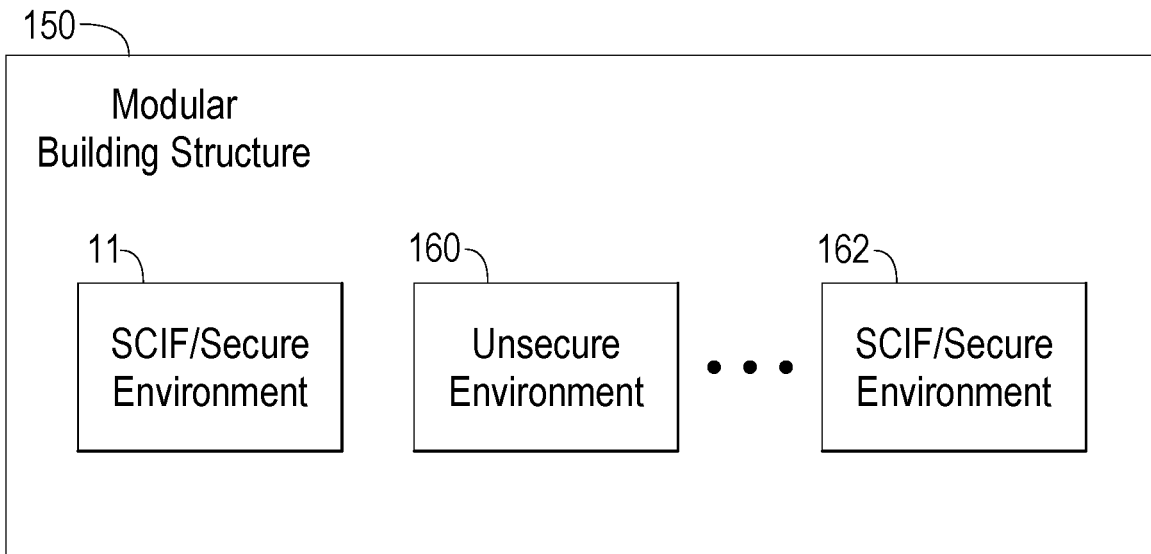 150
Modular
Building Structure
11
160
162
SCIF/Secure
Environment
Unsecure
Environment
SCIF/Secure
Environment